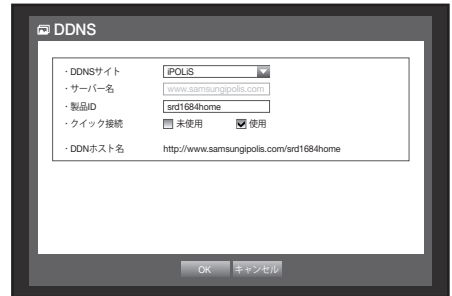 DDNS
· DDNSサイト iPOLiS
· サーバー名 www.samsungipolis.com
· 製品ID srd1684home
· クイック接続 未使用 使用
· DDNホスト名 http://www.samsungipolis.com/srd1684home
OK キャンセル